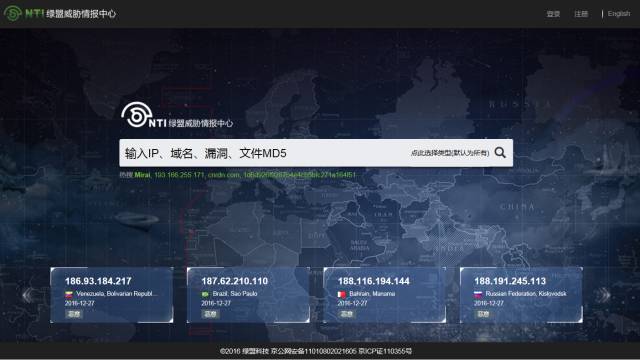 NTI 绿盟威胁情报中心
登录 注册 | English
NTI 绿盟威胁情报中心
输入IP、域名、漏洞、文件MD5 点此选择类型(默认为所有)
热搜 Mirai, 193.166.255.171, cnrdn.com,
RUSSIA
IRAN
SAUDI ARABIA
186.93.184.217
Venezuela, Bolivarian Republ...
2016-12-27
恶意
187.62.210.110
Brazil, Sao Paulo
2016-12-27
恶意
188.116.194.144
Bahrain, Manama
2016-12-27
恶意
188.191.245.113
Russian Federation, Kislovodsk
2016-12-27
恶意
©2016 绿盟科技 京公网安备11010802021605 京ICP证110355号